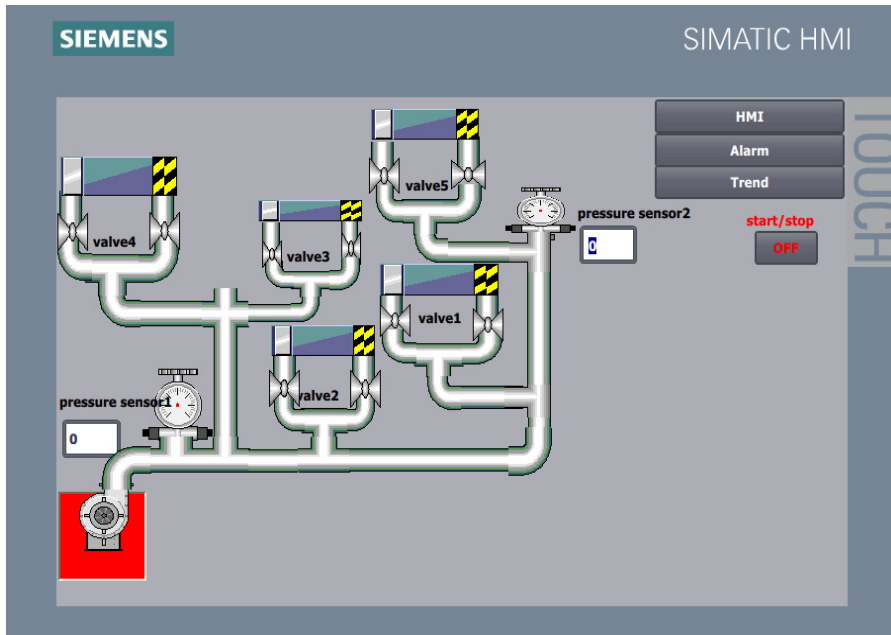 SIEMENS
SIMATIC HMI
TOUCH
HMI
Alarm
Trend
valve5
pressure sensor2
0
start/stop
OFF
valve4
valve3
valve1
valve2
pressure sensor1
0